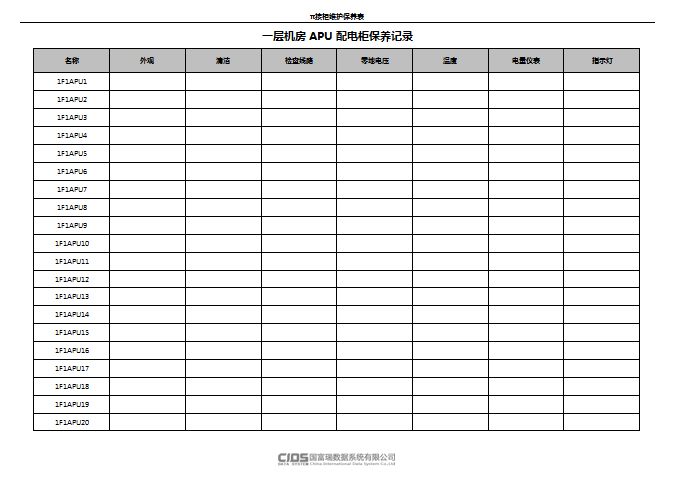 π接柜维护保养表
一层机房 APU 配电柜保养记录
名称 外观 清洁 检查线路 零地电压 温度 电量仪表 指示灯
1F1APU1
1F1APU2
1F1APU3
1F1APU4
1F1APU5
1F1APU6
1F1APU7
1F1APU8
1F1APU9
1F1APU10
1F1APU11
1F1APU12
1F1APU13
1F1APU14
1F1APU15
1F1APU16
1F1APU17
1F1APU18
1F1APU19
1F1APU20
CIDS 国富瑞数据系统有限公司
DATA SYSTEM China International Data System Co.,Ltd